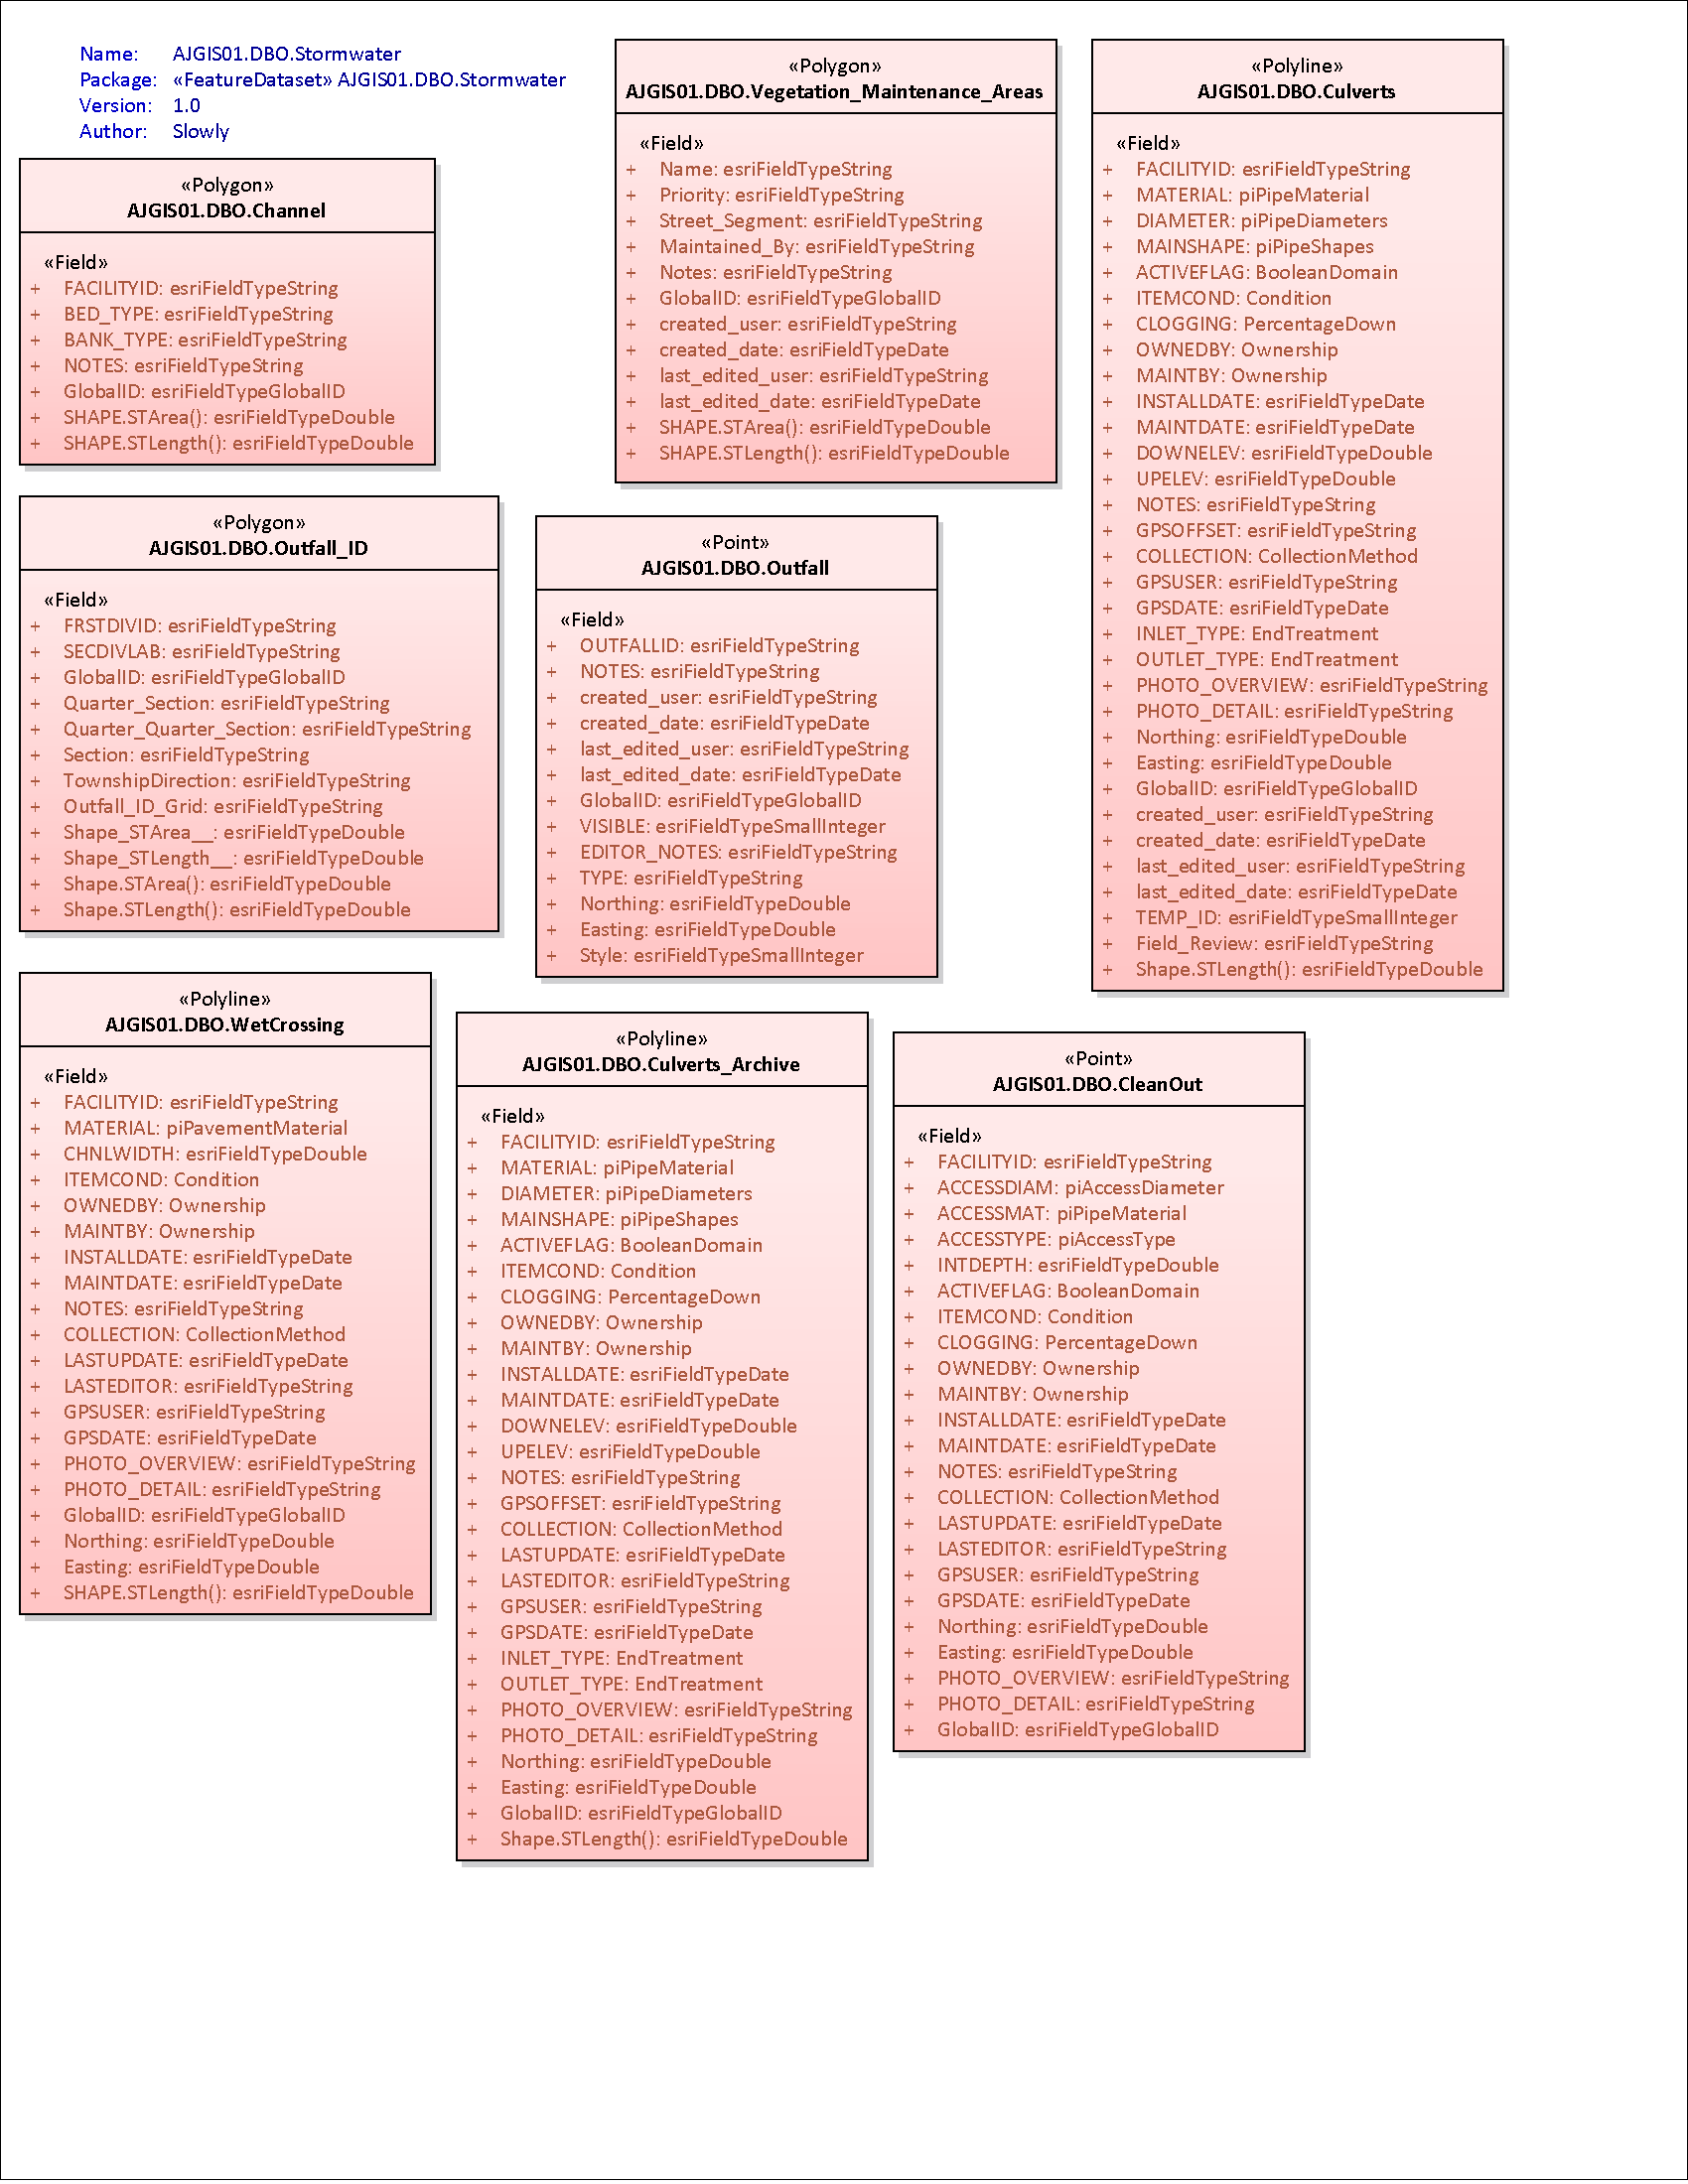 Name: AJGIS01.DBO.Stormwater
Package: «FeatureDataset» AJGIS01.DBO.Stormwater
Version: 1.0
Author: Slowly
«Polygon»
AJGIS01.DBO.Channel
«Field»
+ FACILITYID: esriFieldTypeString
+ BED_TYPE: esriFieldTypeString
+ BANK_TYPE: esriFieldTypeString
+ NOTES: esriFieldTypeString
+ GlobalID: esriFieldTypeGlobalID
+ SHAPE.STArea(): esriFieldTypeDouble
+ SHAPE.STLength(): esriFieldTypeDouble
«Polygon»
AJGIS01.DBO.Vegetation_Maintenance_Areas
«Field»
+ Name: esriFieldTypeString
+ Priority: esriFieldTypeString
+ Street_Segment: esriFieldTypeString
+ Maintained_By: esriFieldTypeString
+ Notes: esriFieldTypeString
+ GlobalID: esriFieldTypeGlobalID
+ created_user: esriFieldTypeString
+ created_date: esriFieldTypeDate
+ last_edited_user: esriFieldTypeString
+ last_edited_date: esriFieldTypeDate
+ SHAPE.STArea(): esriFieldTypeDouble
+ SHAPE.STLength(): esriFieldTypeDouble
«Polyline»
AJGIS01.DBO.Culverts
«Field»
+ FACILITYID: esriFieldTypeString
+ MATERIAL: piPipeMaterial
+ DIAMETER: piPipeDiameters
+ MAINSHAPE: piPipeShapes
+ ACTIVEFLAG: BooleanDomain
+ ITEMCOND: Condition
+ CLOGGING: PercentageDown
+ OWNEDBY: Ownership
+ MAINTBY: Ownership
+ INSTALLDATE: esriFieldTypeDate
+ MAINTDATE: esriFieldTypeDate
+ DOWNELEV: esriFieldTypeDouble
+ UPELEV: esriFieldTypeDouble
+ NOTES: esriFieldTypeString
+ GPSOFFSET: esriFieldTypeString
+ COLLECTION: CollectionMethod
+ GPSUSER: esriFieldTypeString
+ GPSDATE: esriFieldTypeDate
+ INLET_TYPE: EndTreatment
+ OUTLET_TYPE: EndTreatment
+ PHOTO_OVERVIEW: esriFieldTypeString
+ PHOTO_DETAIL: esriFieldTypeString
+ Northing: esriFieldTypeDouble
+ Easting: esriFieldTypeDouble
+ GlobalID: esriFieldTypeGlobalID
+ created_user: esriFieldTypeString
+ created_date: esriFieldTypeDate
+ last_edited_user: esriFieldTypeString
+ last_edited_date: esriFieldTypeDate
+ TEMP_ID: esriFieldTypeSmallInteger
+ Field_Review: esriFieldTypeString
+ Shape.STLength(): esriFieldTypeDouble
«Polygon»
AJGIS01.DBO.Outfall_ID
«Field»
+ FRSTDIVID: esriFieldTypeString
+ SECDIVLAB: esriFieldTypeString
+ GlobalID: esriFieldTypeGlobalID
+ Quarter_Section: esriFieldTypeString
+ Quarter_Quarter_Section: esriFieldTypeString
+ Section: esriFieldTypeString
+ TownshipDirection: esriFieldTypeString
+ Outfall_ID_Grid: esriFieldTypeString
+ Shape_STArea__: esriFieldTypeDouble
+ Shape_STLength__: esriFieldTypeDouble
+ Shape.STArea(): esriFieldTypeDouble
+ Shape.STLength(): esriFieldTypeDouble
«Point»
AJGIS01.DBO.Outfall
«Field»
+ OUTFALLID: esriFieldTypeString
+ NOTES: esriFieldTypeString
+ created_user: esriFieldTypeString
+ created_date: esriFieldTypeDate
+ last_edited_user: esriFieldTypeString
+ last_edited_date: esriFieldTypeDate
+ GlobalID: esriFieldTypeGlobalID
+ VISIBLE: esriFieldTypeSmallInteger
+ EDITOR_NOTES: esriFieldTypeString
+ TYPE: esriFieldTypeString
+ Northing: esriFieldTypeDouble
+ Easting: esriFieldTypeDouble
+ Style: esriFieldTypeSmallInteger
«Polyline»
AJGIS01.DBO.WetCrossing
«Field»
+ FACILITYID: esriFieldTypeString
+ MATERIAL: piPavementMaterial
+ CHNLWIDTH: esriFieldTypeDouble
+ ITEMCOND: Condition
+ OWNEDBY: Ownership
+ MAINTBY: Ownership
+ INSTALLDATE: esriFieldTypeDate
+ MAINTDATE: esriFieldTypeDate
+ NOTES: esriFieldTypeString
+ COLLECTION: CollectionMethod
+ LASTUPDATE: esriFieldTypeDate
+ LASTEDITOR: esriFieldTypeString
+ GPSUSER: esriFieldTypeString
+ GPSDATE: esriFieldTypeDate
+ PHOTO_OVERVIEW: esriFieldTypeString
+ PHOTO_DETAIL: esriFieldTypeString
+ GlobalID: esriFieldTypeGlobalID
+ Northing: esriFieldTypeDouble
+ Easting: esriFieldTypeDouble
+ SHAPE.STLength(): esriFieldTypeDouble
«Polyline»
AJGIS01.DBO.Culverts_Archive
«Field»
+ FACILITYID: esriFieldTypeString
+ MATERIAL: piPipeMaterial
+ DIAMETER: piPipeDiameters
+ MAINSHAPE: piPipeShapes
+ ACTIVEFLAG: BooleanDomain
+ ITEMCOND: Condition
+ CLOGGING: PercentageDown
+ OWNEDBY: Ownership
+ MAINTBY: Ownership
+ INSTALLDATE: esriFieldTypeDate
+ MAINTDATE: esriFieldTypeDate
+ DOWNELEV: esriFieldTypeDouble
+ UPELEV: esriFieldTypeDouble
+ NOTES: esriFieldTypeString
+ GPSOFFSET: esriFieldTypeString
+ COLLECTION: CollectionMethod
+ LASTUPDATE: esriFieldTypeDate
+ LASTEDITOR: esriFieldTypeString
+ GPSUSER: esriFieldTypeString
+ GPSDATE: esriFieldTypeDate
+ INLET_TYPE: EndTreatment
+ OUTLET_TYPE: EndTreatment
+ PHOTO_OVERVIEW: esriFieldTypeString
+ PHOTO_DETAIL: esriFieldTypeString
+ Northing: esriFieldTypeDouble
+ Easting: esriFieldTypeDouble
+ GlobalID: esriFieldTypeGlobalID
+ Shape.STLength(): esriFieldTypeDouble
«Point»
AJGIS01.DBO.CleanOut
«Field»
+ FACILITYID: esriFieldTypeString
+ ACCESSDIAM: piAccessDiameter
+ ACCESSMAT: piPipeMaterial
+ ACCESSTYPE: piAccessType
+ INTDEPTH: esriFieldTypeDouble
+ ACTIVEFLAG: BooleanDomain
+ ITEMCOND: Condition
+ CLOGGING: PercentageDown
+ OWNEDBY: Ownership
+ MAINTBY: Ownership
+ INSTALLDATE: esriFieldTypeDate
+ MAINTDATE: esriFieldTypeDate
+ NOTES: esriFieldTypeString
+ COLLECTION: CollectionMethod
+ LASTUPDATE: esriFieldTypeDate
+ LASTEDITOR: esriFieldTypeString
+ GPSUSER: esriFieldTypeString
+ GPSDATE: esriFieldTypeDate
+ Northing: esriFieldTypeDouble
+ Easting: esriFieldTypeDouble
+ PHOTO_OVERVIEW: esriFieldTypeString
+ PHOTO_DETAIL: esriFieldTypeString
+ GlobalID: esriFieldTypeGlobalID